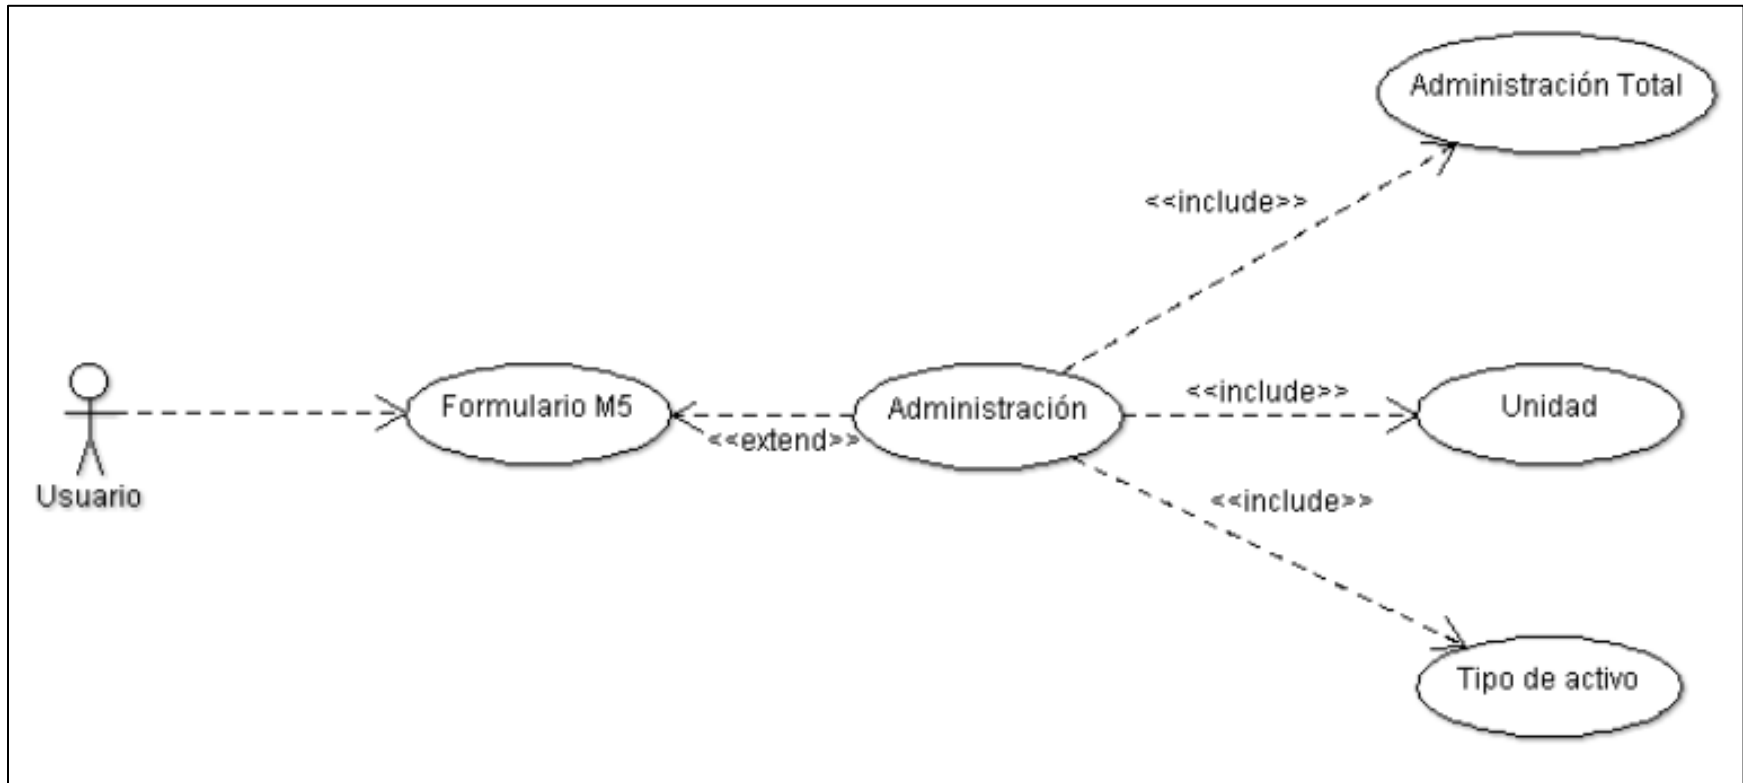 Administración Total
<<include>>
Formulario M5
<<extend>>
Administración
<<include>>
Unidad
Usuario
<<include>>
Tipo de activo